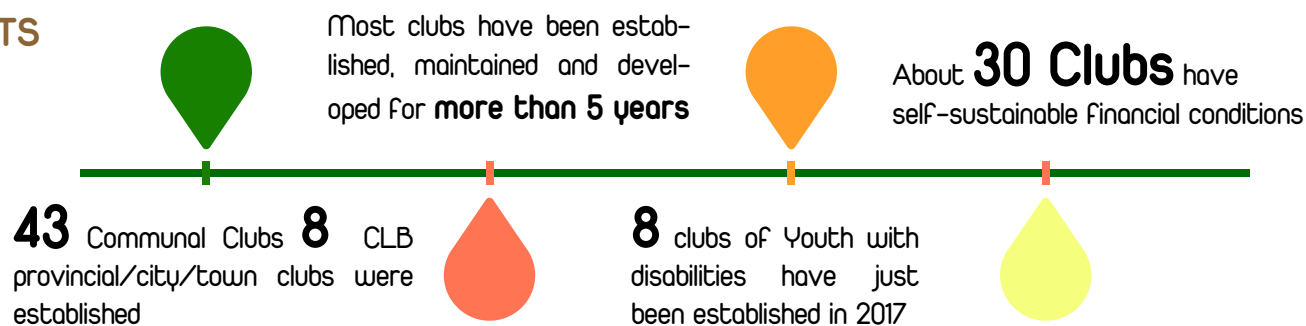 TS
43 Communal Clubs 8 CLB
provincial/city/town clubs were
established
Most clubs have been estab-
lished, maintained and devel-
oped for more than 5 years
8 clubs of Youth with
disabilities have just
been established in 2017
About 30 Clubs have
self-sustainable financial conditions